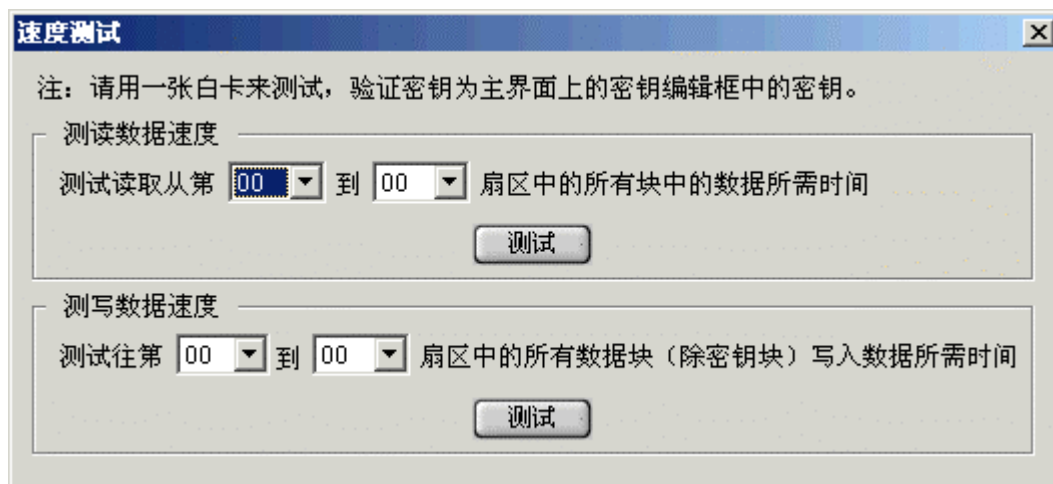 速度测试
注：请用一张白卡来测试，验证密钥为主界面上的密钥编辑框中的密钥。
测读数据速度
测试读取从第 00 到 00 扇区中的所有块中的数据所需时间
测试
测写数据速度
测试往第 00 到 00 扇区中的所有数据块（除密钥块）写入数据所需时间
测试